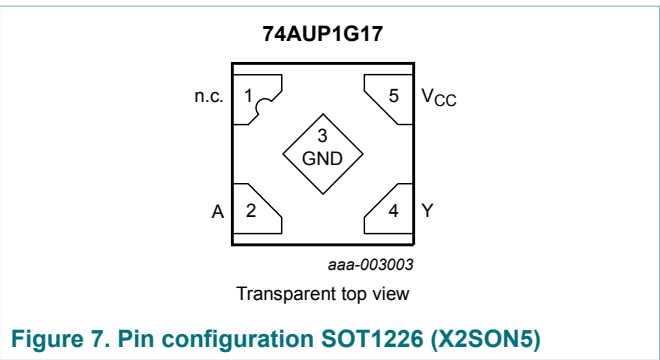 74AUP1G17
n.c. 1 5 VCC
3
GND
A 2 4 Y
aaa-003003
Transparent top view
Figure 7. Pin configuration SOT1226 (X2SON5)